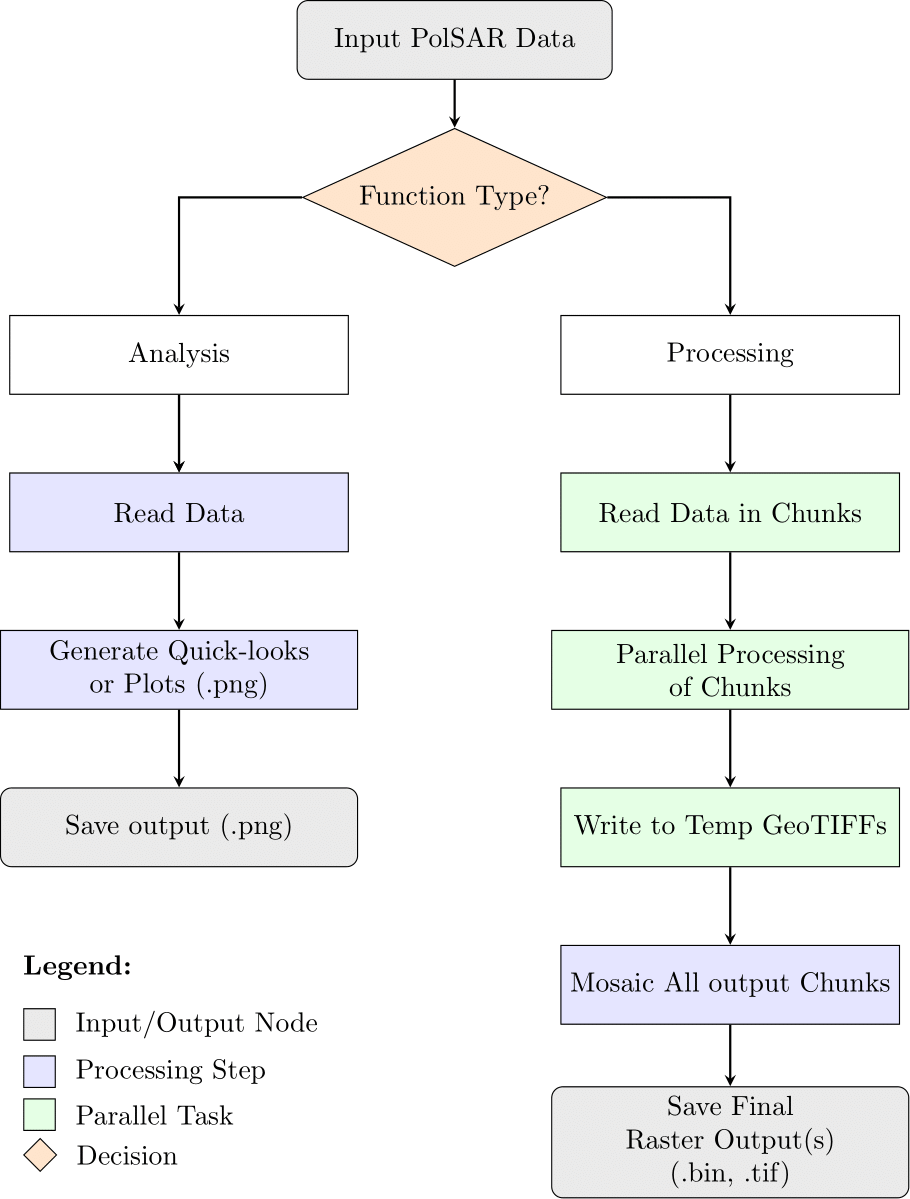 Input PolSAR Data
Function Type?
Analysis
Processing
Read Data
Read Data in Chunks
Generate Quick-looks
or Plots (.png)
Parallel Processing
of Chunks
Save output (.png)
Write to Temp GeoTIFFs
Mosaic All output Chunks
Save Final
Raster Output(s)
(.bin, .tif)
Legend:
Input/Output Node
Processing Step
Parallel Task
Decision